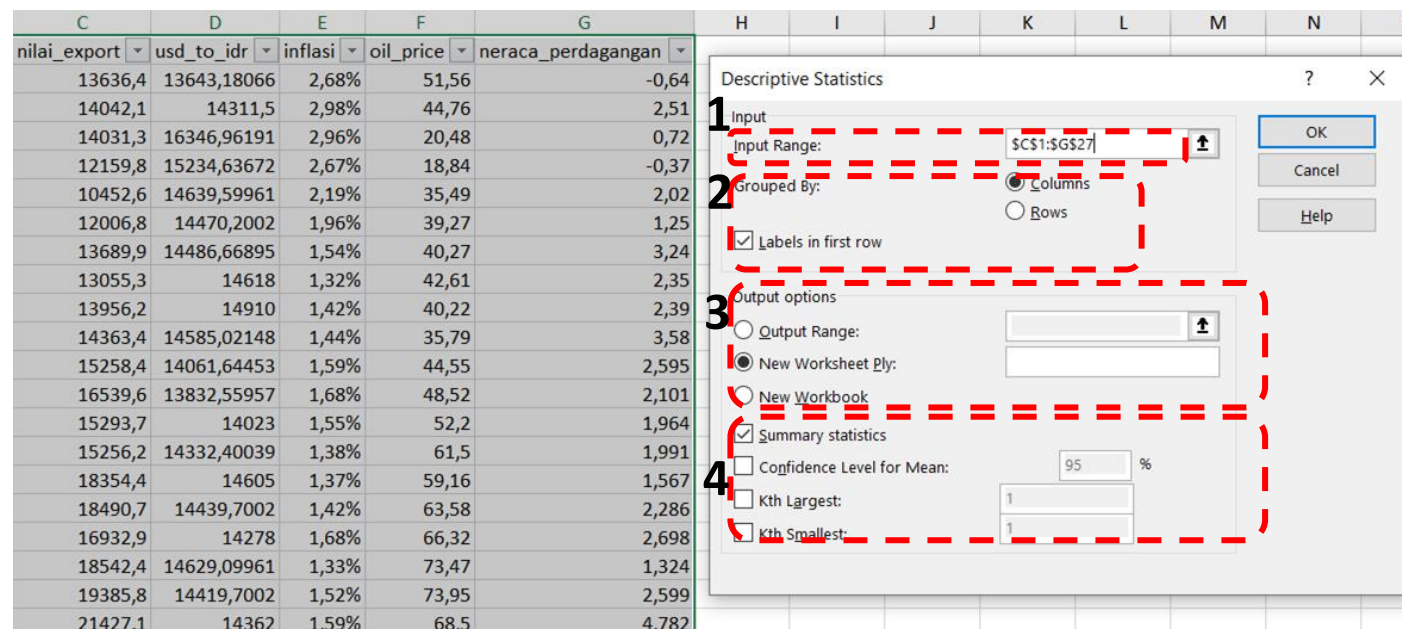 C D E F G H I J K L M N
nilai_export usd_to_idr inflasi oil_price neraca_perdagangan
13636,4 13643,18066 2,68% 51,56 -0,64
14042,1 14311,5 2,98% 44,76 2,51
14031,3 16346,96191 2,96% 20,48 0,72
12159,8 15234,63672 2,67% 18,84 -0,37
10452,6 14639,59961 2,19% 35,49 2,02
12006,8 14470,2002 1,96% 39,27 1,25
13689,9 14486,66895 1,54% 40,27 3,24
13055,3 14618 1,32% 42,61 2,35
13956,2 14910 1,42% 40,22 2,39
14363,4 14585,02148 1,44% 35,79 3,58
15258,4 14061,64453 1,59% 44,55 2,595
16539,6 13832,55957 1,68% 48,52 2,101
15293,7 14023 1,55% 52,2 1,964
15256,2 14332,40039 1,38% 61,5 1,991
18354,4 14605 1,37% 59,16 1,567
18490,7 14439,7002 1,42% 63,58 2,286
16932,9 14278 1,68% 66,32 2,698
18542,4 14629,09961 1,33% 73,47 1,324
19385,8 14419,7002 1,52% 73,95 2,599
21427,1 14362 1,59% 68,5 4,782
Descriptive Statistics ? ×
1
Input
Input Range: $C$1:$G$27
OK
Cancel
Help
2
Grouped By: Columns
Rows
Labels in first row
3
Output options
Output Range:
New Worksheet Ply:
New Workbook
4
Summary statistics
Confidence Level for Mean: 95 %
Kth Largest: 1
Kth Smallest: 1